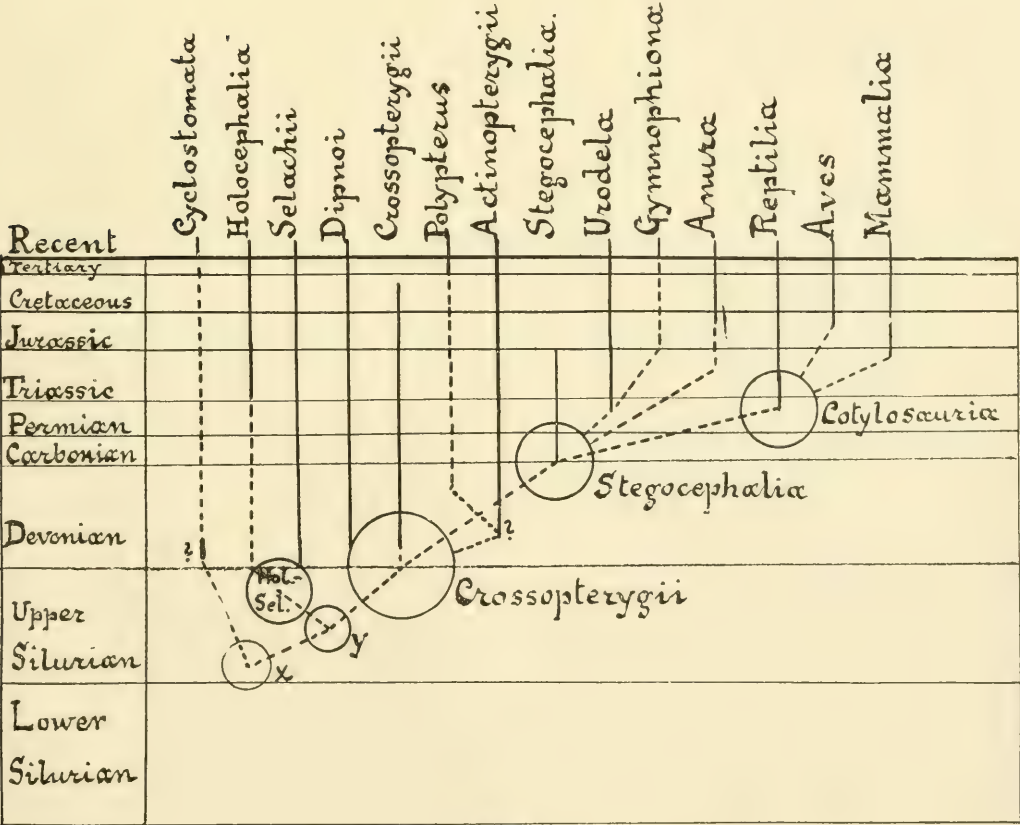 Cyclostomata
Holocephalia
Selachii
Dipnoi
Crossopterygii
Polypterus
Actinopterygii
Stegocephalia.
Urodela
Gymnophiona
Anura
Reptilia
Aves
Mammalia
Recent
Tertiary
Cretaceous
Jurassic
Triassic
Permian
Carbonian
Devonian
Upper
Silurian
Lower
Silurian
Cotylosauria
Stegocephalia
?
?
Hol.-
Sel.
Crossopterygii
y
x